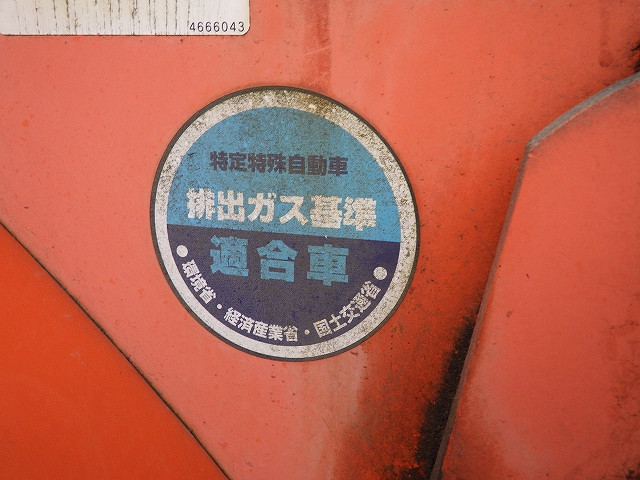 4666043
特定特殊自動車
排出ガス基準
適合車
●環境省・経済産業省・国土交通省●